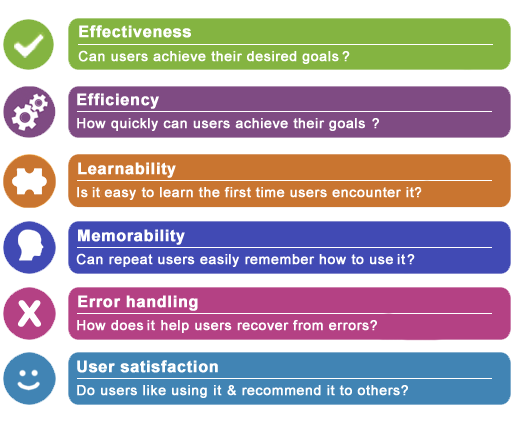 Effectiveness
Can users achieve their desired goals ?
Efficiency
How quickly can users achieve their goals ?
Learnability
Is it easy to learn the first time users encounter it?
Memorability
Can repeat users easily remember how to use it ?
Error handling
How does it help users recover from errors?
User satisfaction
Do users like using it & recommend it to others?